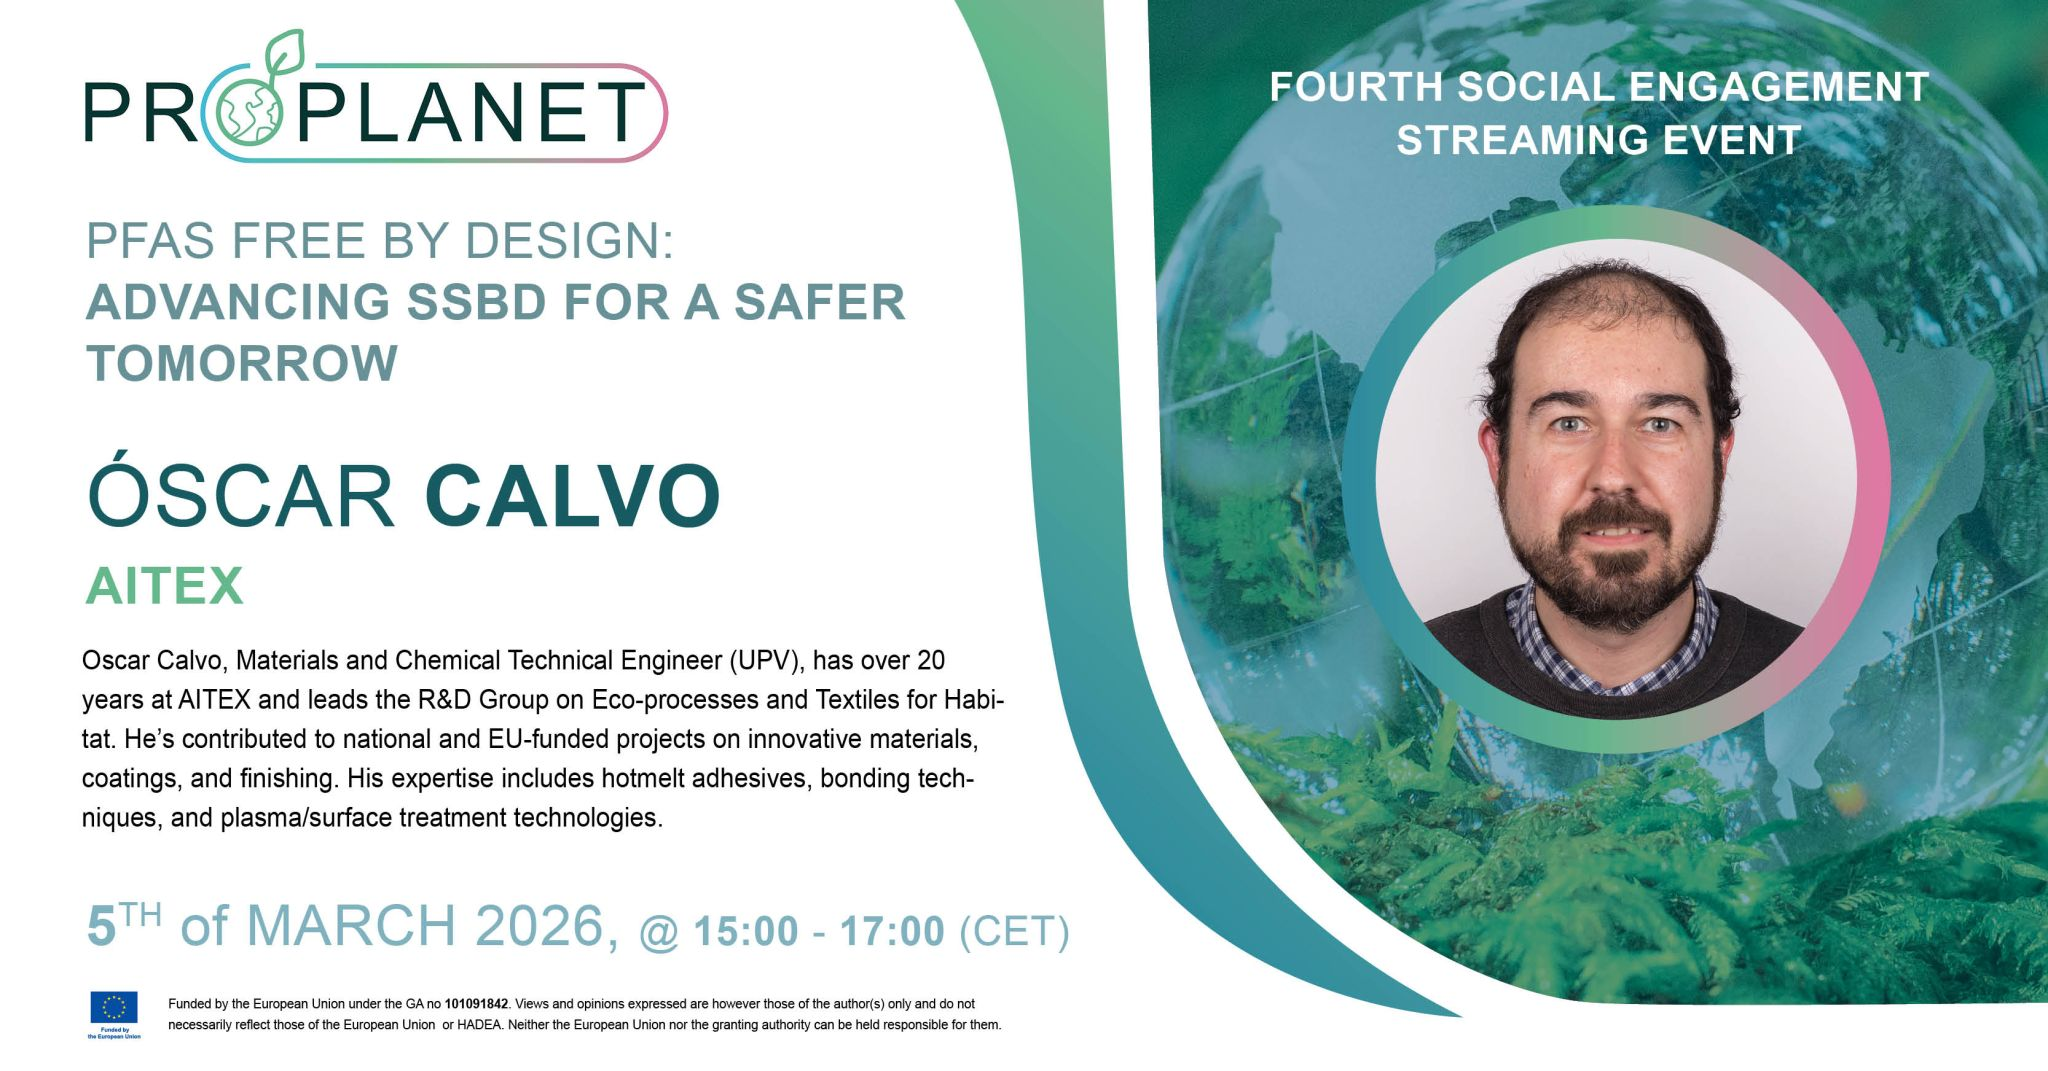 PROPLANET
PFAS FREE BY DESIGN:
ADVANCING SSBD FOR A SAFER
TOMORROW
ÓSCAR CALVO
AITEX
Oscar Calvo, Materials and Chemical Technical Engineer (UPV), has over 20
years at AITEX and leads the R&D Group on Eco-processes and Textiles for Habi-
tat. He’s contributed to national and EU-funded projects on innovative materials,
coatings, and finishing. His expertise includes hotmelt adhesives, bonding tech-
niques, and plasma/surface treatment technologies.
5TH of MARCH 2026, @ 15:00 - 17:00 (CET)
Funded by
the European Union
Funded by the European Union under the GA no 101091842. Views and opinions expressed are however those of the author(s) only and do not
necessarily reflect those of the European Union or HADEA. Neither the European Union nor the granting authority can be held responsible for them.
FOURTH SOCIAL ENGAGEMENT
STREAMING EVENT